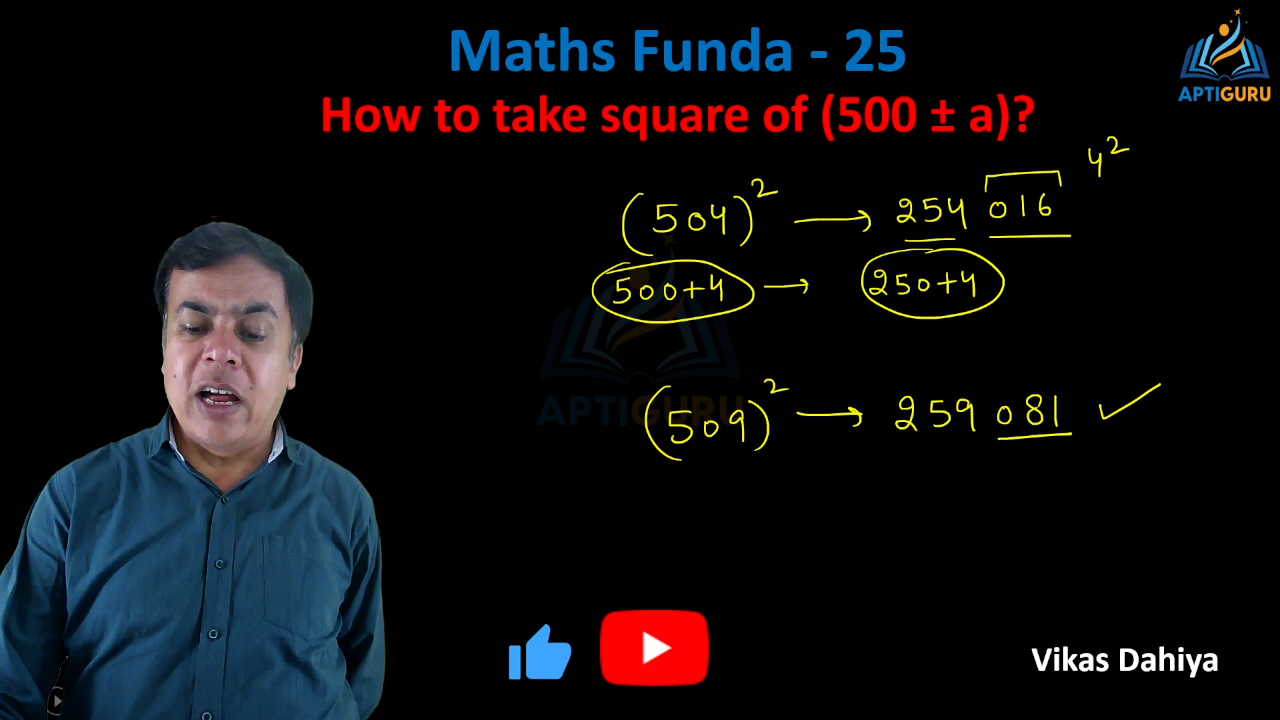 Maths Funda - 25
How to take square of (500 ± a)?
APTIGURU
(504)² → 254 016 4²
500+4 → 250+4
APTIGURU
(509)² → 259 081 ✓
Vikas Dahiya